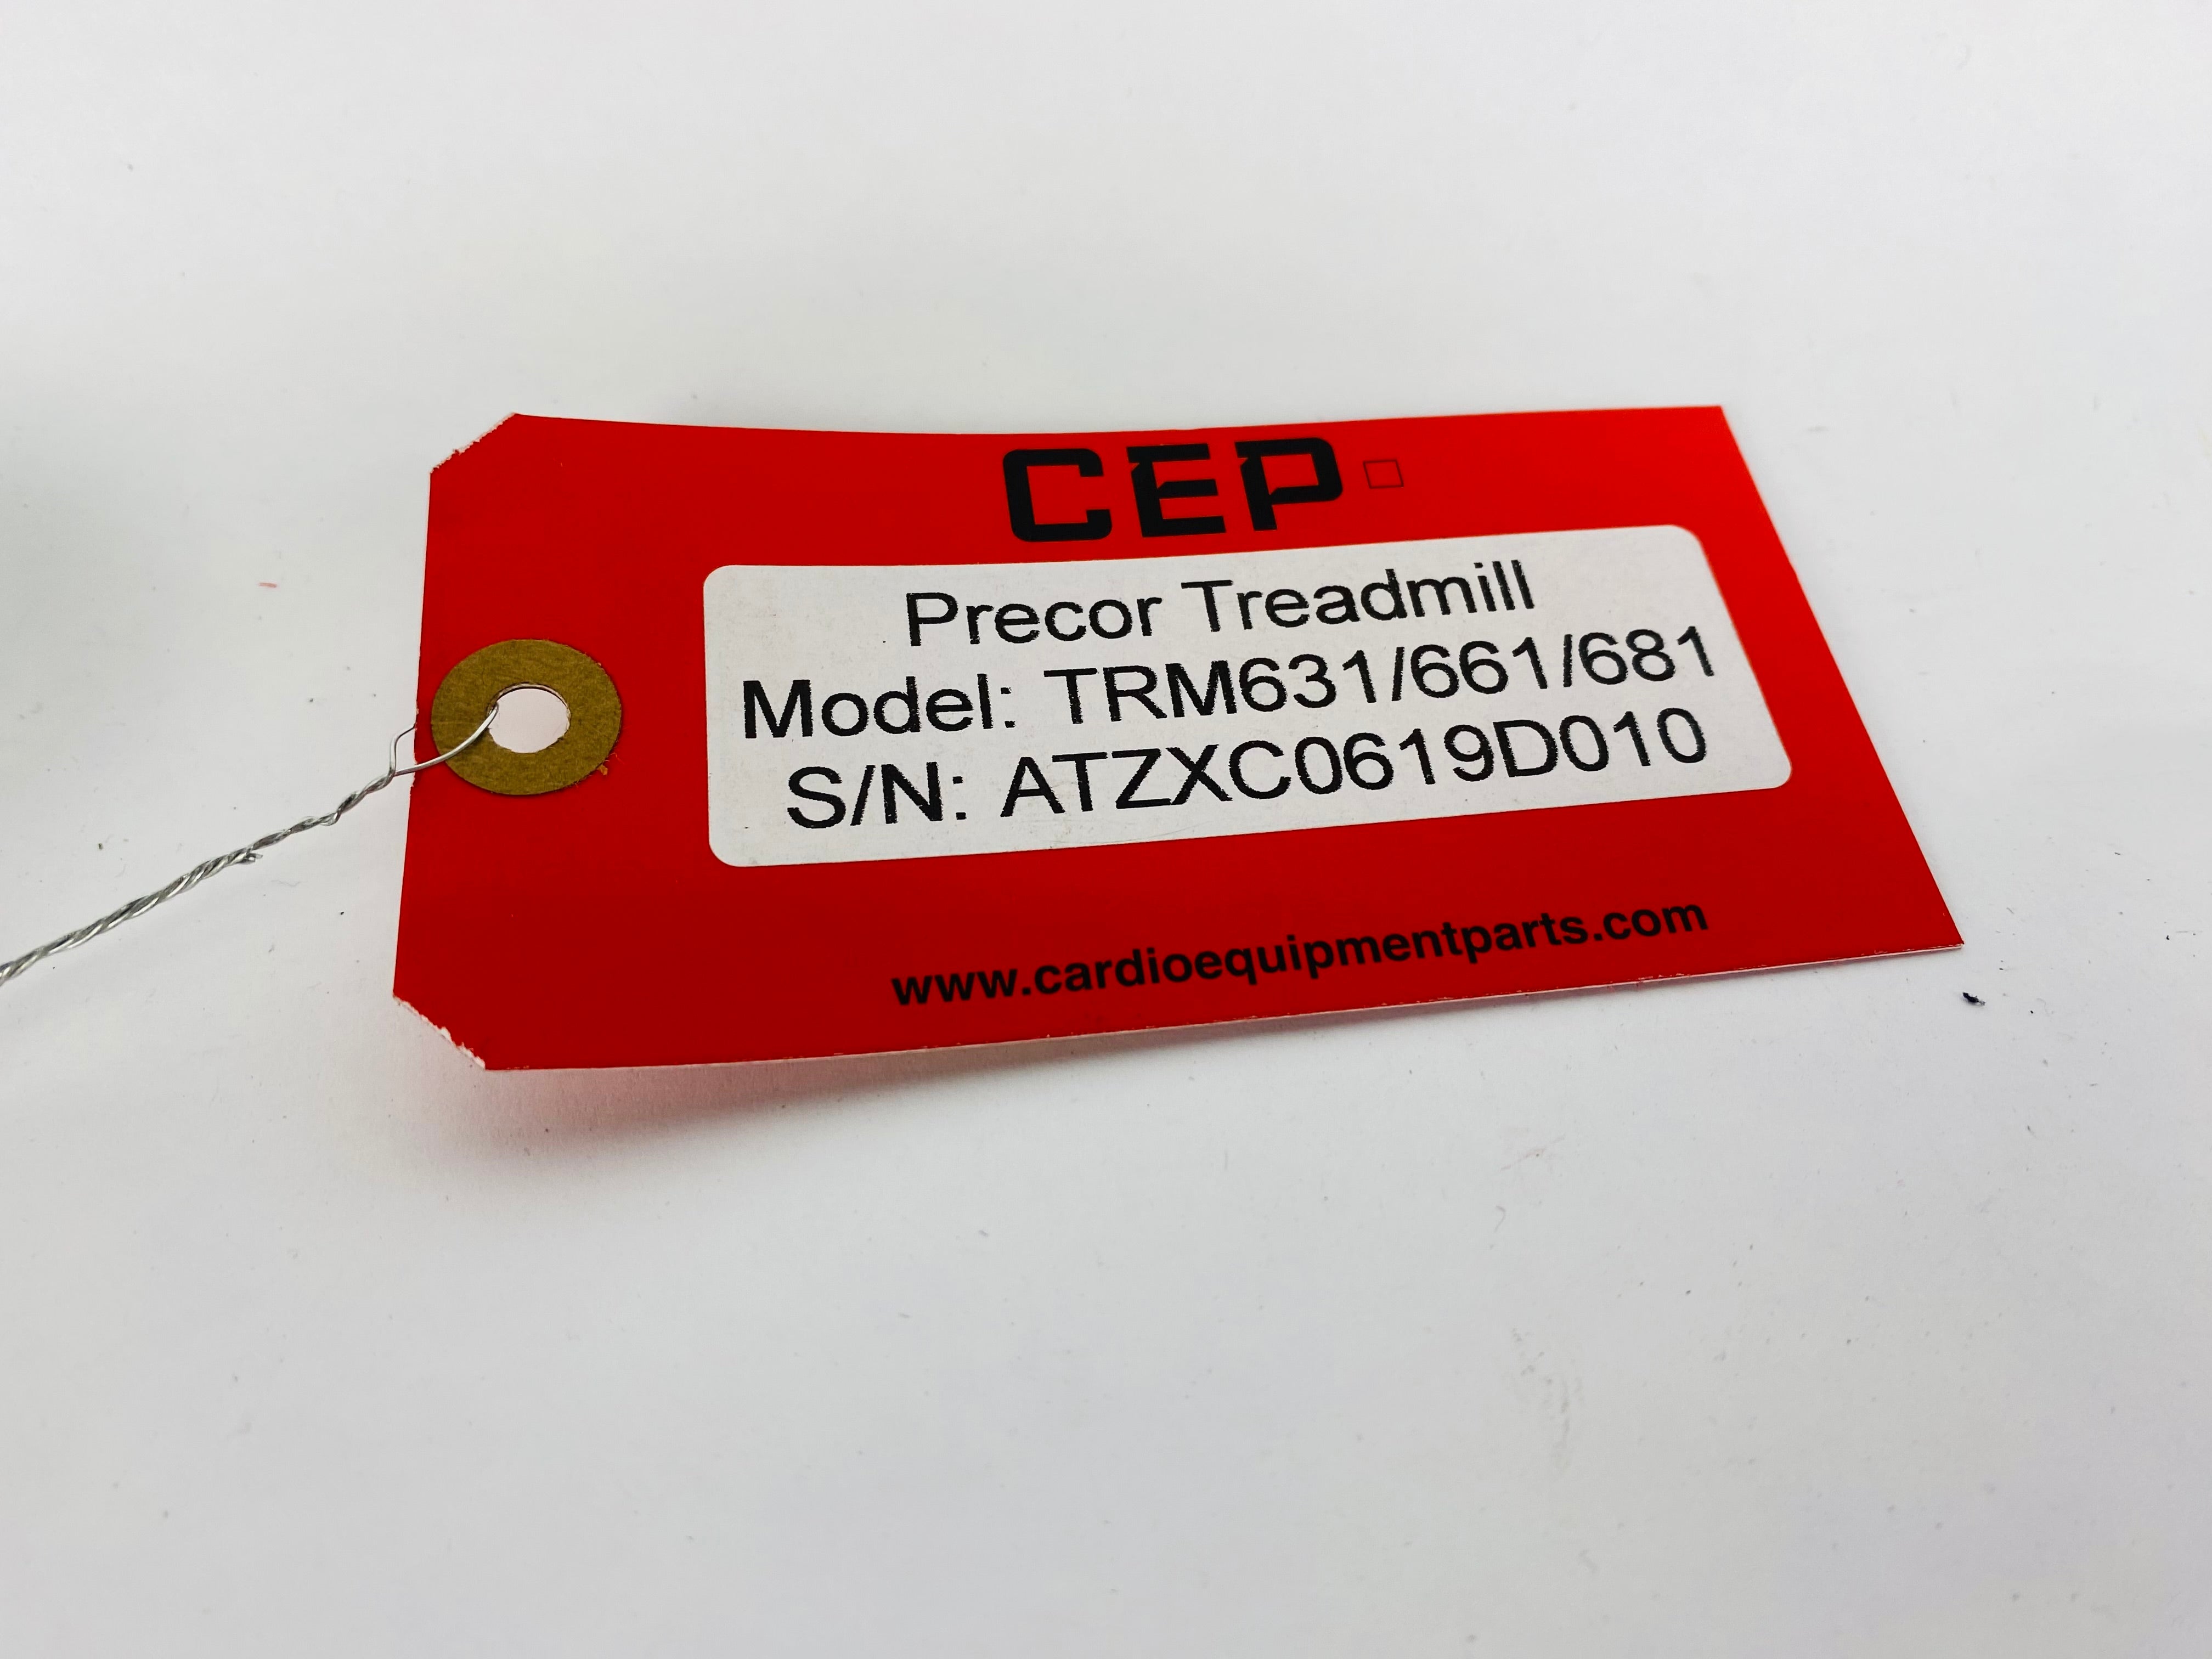 CEP
Precor Treadmill
Model: TRM631/661/681
S/N: ATZXC0619D010
www.cardioequipmentparts.com